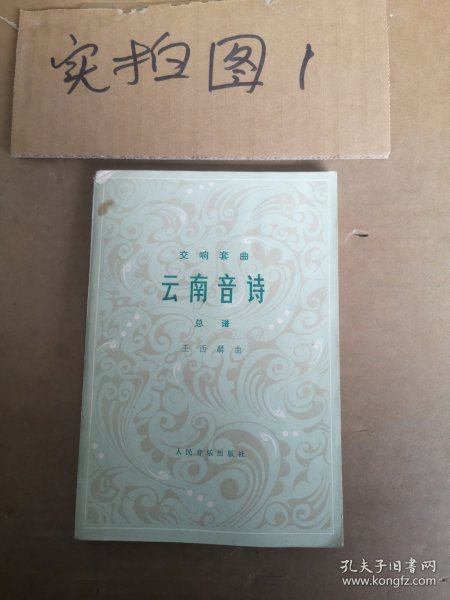 实拍图1
交响套曲
云南音诗
总谱
王西麟曲
人民音乐出版社
孔夫子旧书网
www.kongfz.com